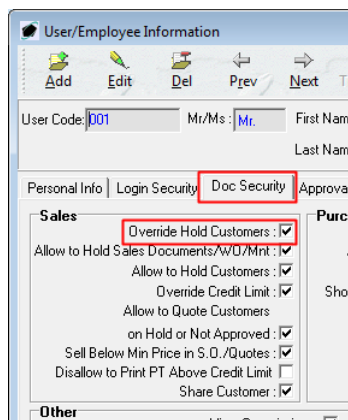 User/Employee Information
Add Edit Del Prev Next
User Code: 001 Mr/Ms : Mr. First Nam
Last Nam
Personal Info Login Security Doc Security Approva
Sales Purc
Override Hold Customers :
Allow to Hold Sales Documents/WO/Mnt :
Allow to Hold Customers :
Override Credit Limit : Sho
Allow to Quote Customers
on Hold or Not Approved :
Sell Below Min Price in S.O./Quotes :
Disallow to Print PT Above Credit Limit
Share Customer :
Other